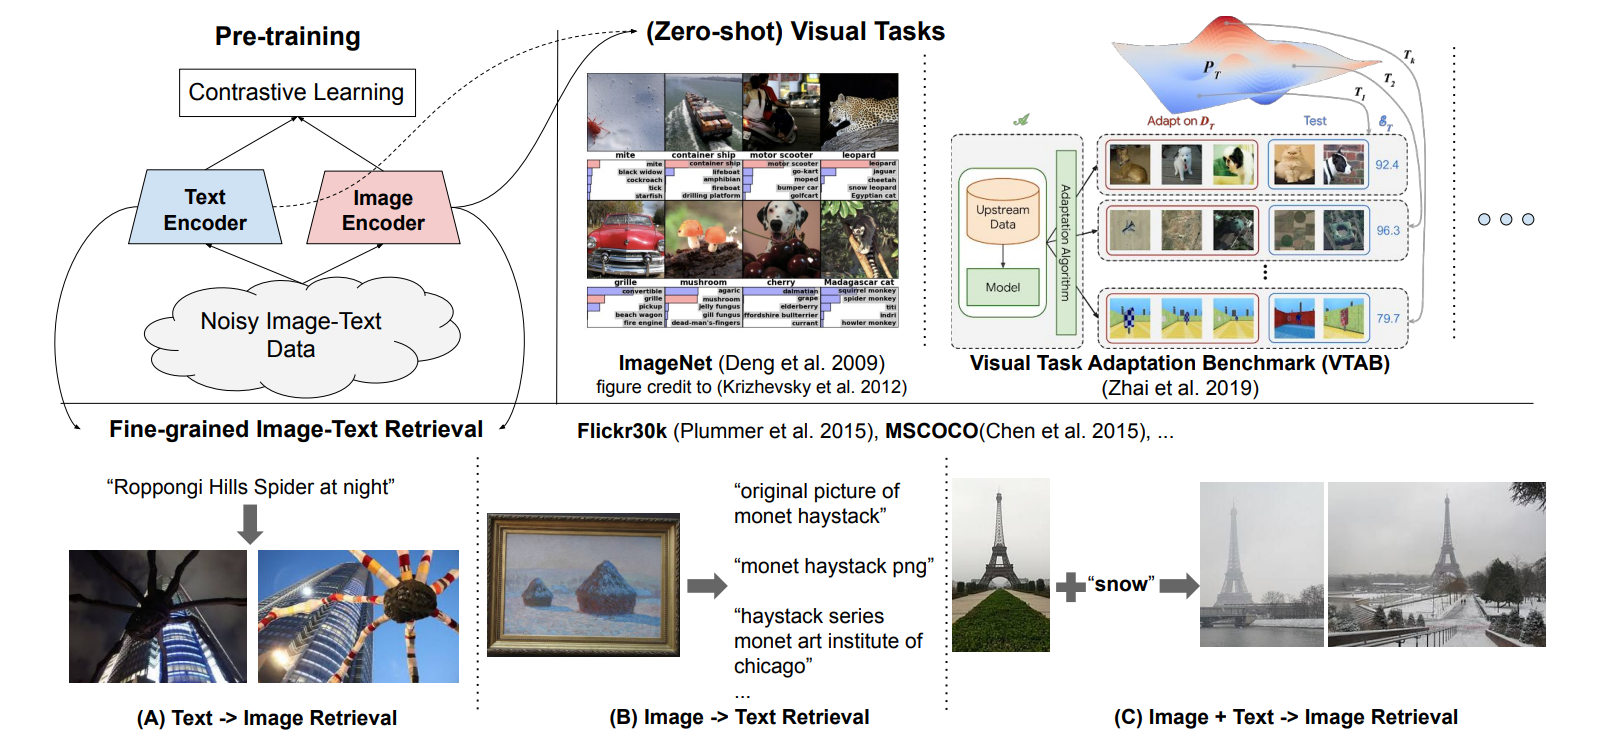 Pre-training
Contrastive Learning
Text
Encoder
Image
Encoder
Noisy Image-Text
Data
(Zero-shot) Visual Tasks
mite
container ship
motor scooter
leopard
mite
black widow
cockroach
tick
starfish
container ship
lifeboat
amphibian
fireboat
drilling platform
motor scooter
go-kart
moped
bumper car
golfcart
leopard
jaguar
cheetah
snow leopard
Egyptian cat
grille
mushroom
cherry
Madagascar cat
convertible
grille
pickup
beach wagon
fire engine
agaric
mushroom
jelly fungus
gill fungus
dead-man's-fingers
dalmatian
grape
elderberry
ffordshire bullterrier
currant
squirrel monkey
spider monkey
titi
indri
howler monkey
ImageNet (Deng et al. 2009)
figure credit to (Krizhevsky et al. 2012)
P_T
T_k
T_2
T_1
𝒜
Adapt on D_T
Test
ℰ_T
Upstream
Data
Model
Adaptation Algorithm
92.4
96.3
79.7
Visual Task Adaptation Benchmark (VTAB)
(Zhai et al. 2019)
Fine-grained Image-Text Retrieval
Flickr30k (Plummer et al. 2015), MSCOCO(Chen et al. 2015), ...
“Roppongi Hills Spider at night”
(A) Text -> Image Retrieval
“original picture of
monet haystack”
“monet haystack png”
“haystack series
monet art institute of
chicago”
...
(B) Image -> Text Retrieval
“snow”
(C) Image + Text -> Image Retrieval